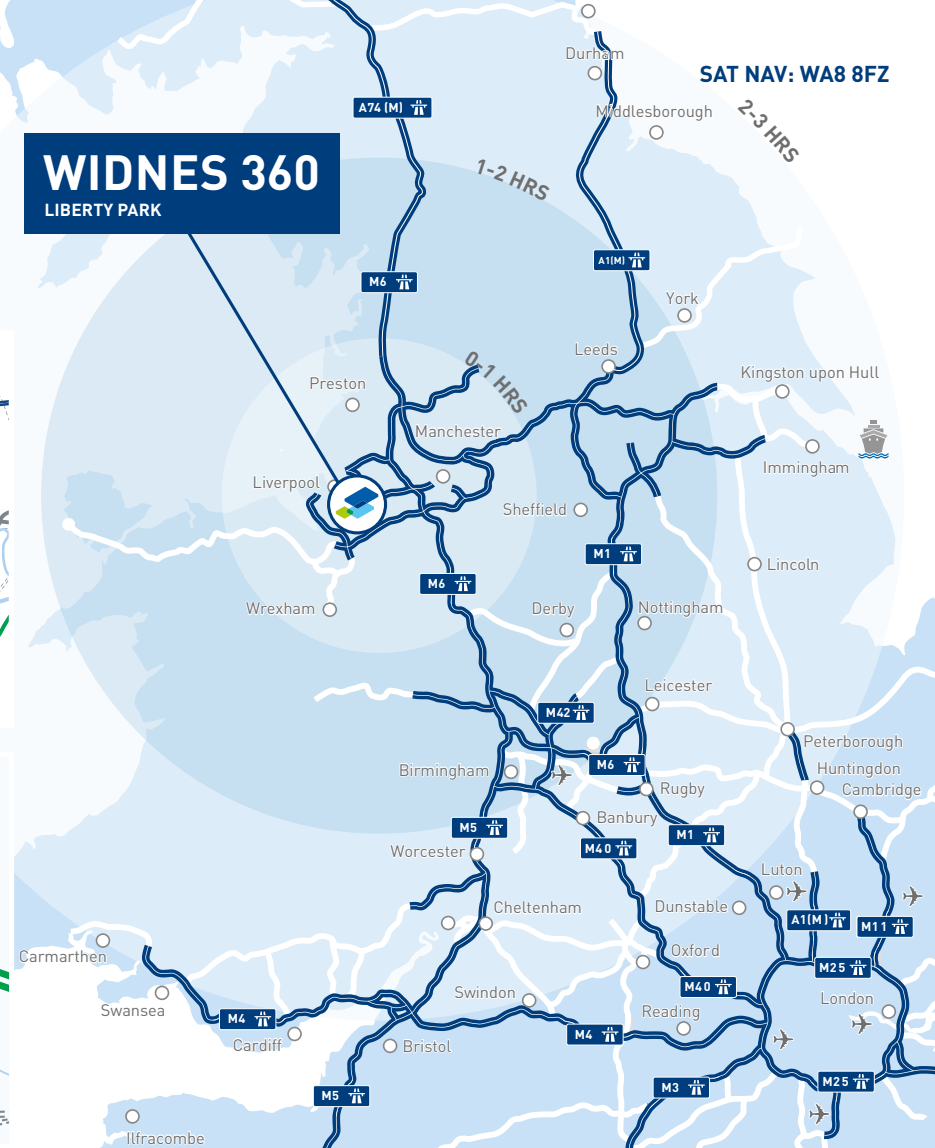 Durham
SAT NAV: WA8 8FZ
A74 (M)
Middlesborough
2-3 HRS
WIDNES 360
LIBERTY PARK
1-2 HRS
A1(M)
M6
York
Leeds
0-1 HRS
Kingston upon Hull
Preston
Manchester
Immingham
Liverpool
Sheffield
M1
Lincoln
M6
Wrexham
Derby
Nottingham
Leicester
M42
Peterborough
M6
Birmingham
Huntingdon
Rugby
Cambridge
Banbury
M5
M1
M40
Worcester
Luton
Cheltenham
Dunstable
A1(M)
M11
Carmarthen
Oxford
M25
M40
Swindon
London
Swansea
Reading
M4
M4
Cardiff
Bristol
M25
M3
M5
Ilfracombe